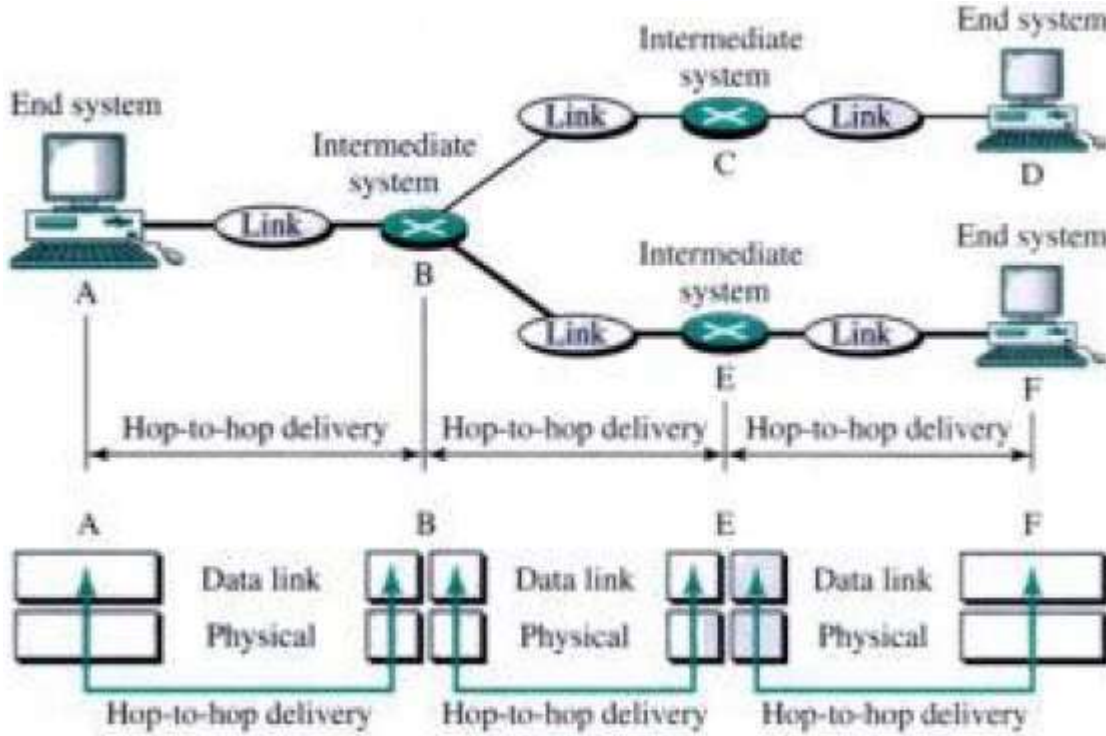 End system
Intermediate
system
End system
Link
Link
C
D
Intermediate
system
Link
A
B
Intermediate
system
End system
Link
Link
E
F
Hop-to-hop delivery
Hop-to-hop delivery
Hop-to-hop delivery
A
B
E
F
Data link
Data link
Data link
Physical
Physical
Physical
Hop-to-hop delivery
Hop-to-hop delivery
Hop-to-hop delivery